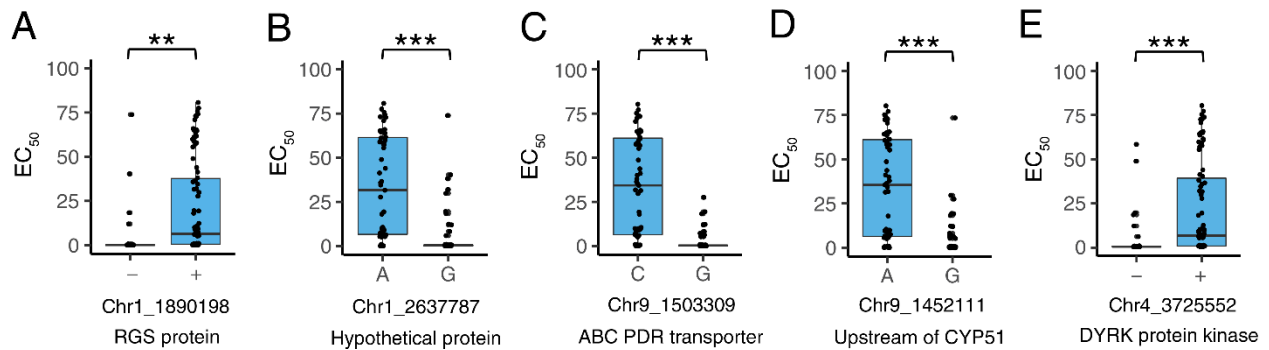 A
**
EC50
100
75
50
25
0
− +
Chr1_1890198
RGS protein
B
***
EC50
100
75
50
25
0
A G
Chr1_2637787
Hypothetical protein
C
***
EC50
100
75
50
25
0
C G
Chr9_1503309
ABC PDR transporter
D
***
EC50
100
75
50
25
0
A G
Chr9_1452111
Upstream of CYP51
E
***
EC50
100
75
50
25
0
− +
Chr4_3725552
DYRK protein kinase